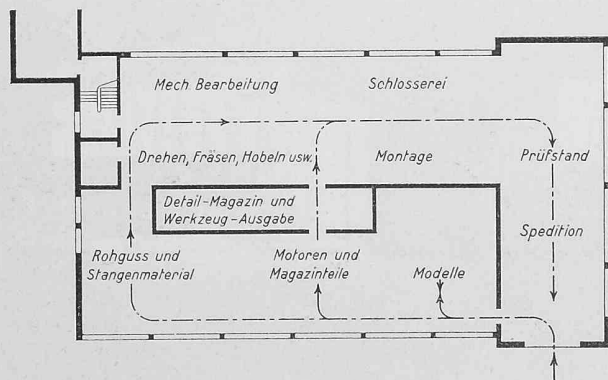 Mech. Bearbeitung
Schlosserei
Drehen, Fräsen, Hobeln usw.
Montage
Prüfstand
Detail-Magazin und
Werkzeug-Ausgabe
Spedition
Rohguss und
Stangenmaterial
Motoren und
Magazinteile
Modelle